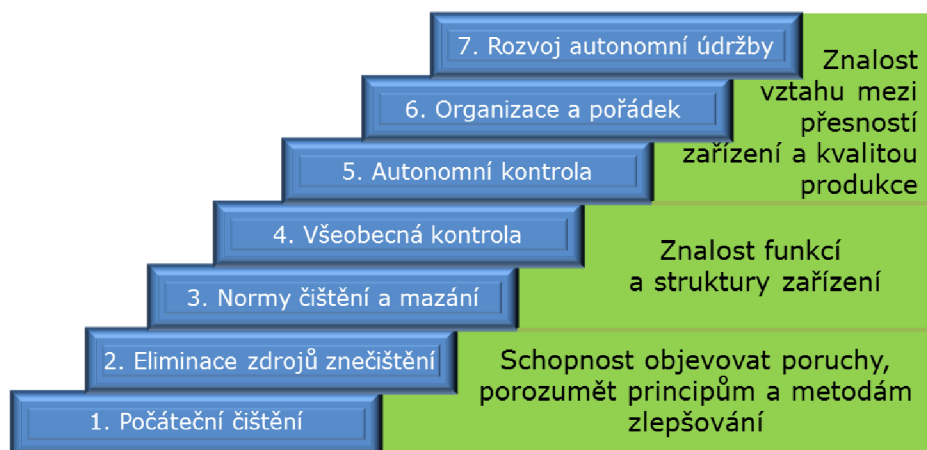 7. Rozvoj autonomní údržby
6. Organizace a pořádek
5. Autonomní kontrola
4. Všeobecná kontrola
3. Normy čištění a mazání
2. Eliminace zdrojů znečištění
1. Počáteční čištění
Znalost
vztahu mezi
přesností
zařízení a kvalitou
produkce
Znalost funkcí
a struktury zařízení
Schopnost objevovat poruchy,
porozumět principům a metodám
zlepšování